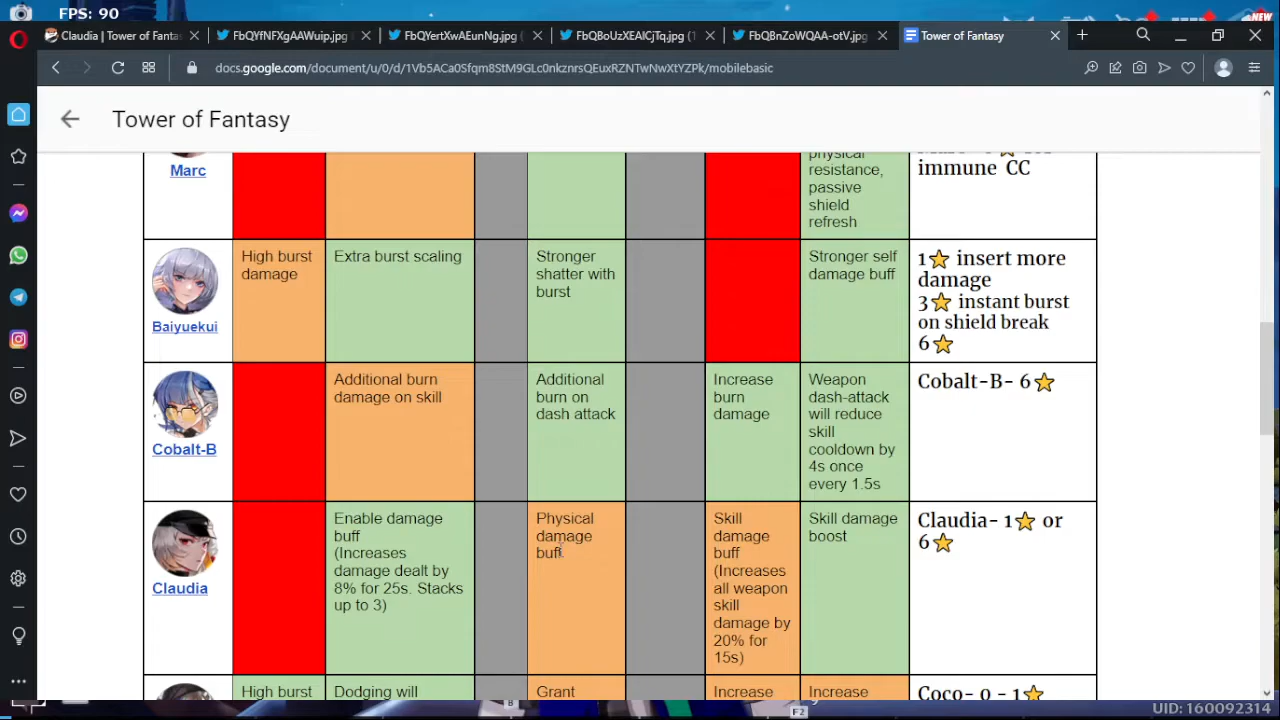 FPS: 90
NEW
Claudia | Tower of Fanta
FbQYfNFXgAAWuip.jpg
FbQYertXwAEunNg.jpg (
FbQBoUzXEAICjTq.jpg (1
FbQBnZoWQAA-otV.jpg
Tower of Fantasy
docs.google.com/document/u/0/d/1Vb5ACa0Sfqm8StM9GLc0nkznrsQEuxRZNTwNwXtYZPk/mobilebasic
Tower of Fantasy
Marc
physical
resistance,
passive
shield
refresh
immune CC
Baiyuekui
High burst
damage
Extra burst scaling
Stronger
shatter with
burst
Stronger self
damage buff
1⭐ insert more
damage
3⭐ instant burst
on shield break
6⭐
Cobalt-B
Additional burn
damage on skill
Additional
burn on
dash attack
Increase
burn
damage
Weapon
dash-attack
will reduce
skill
cooldown by
4s once
every 1.5s
Cobalt-B- 6⭐
Claudia
Enable damage
buff
(Increases
damage dealt by
8% for 25s. Stacks
up to 3)
Physical
damage
buff
Skill
damage
buff
(Increases
all weapon
skill
damage by
20% for
15s)
Skill damage
boost
Claudia- 1⭐ or
6⭐
High burst
Dodging will
Grant
Increase
Increase
Coco- 0 - 1⭐
B
F2
UID: 160092314